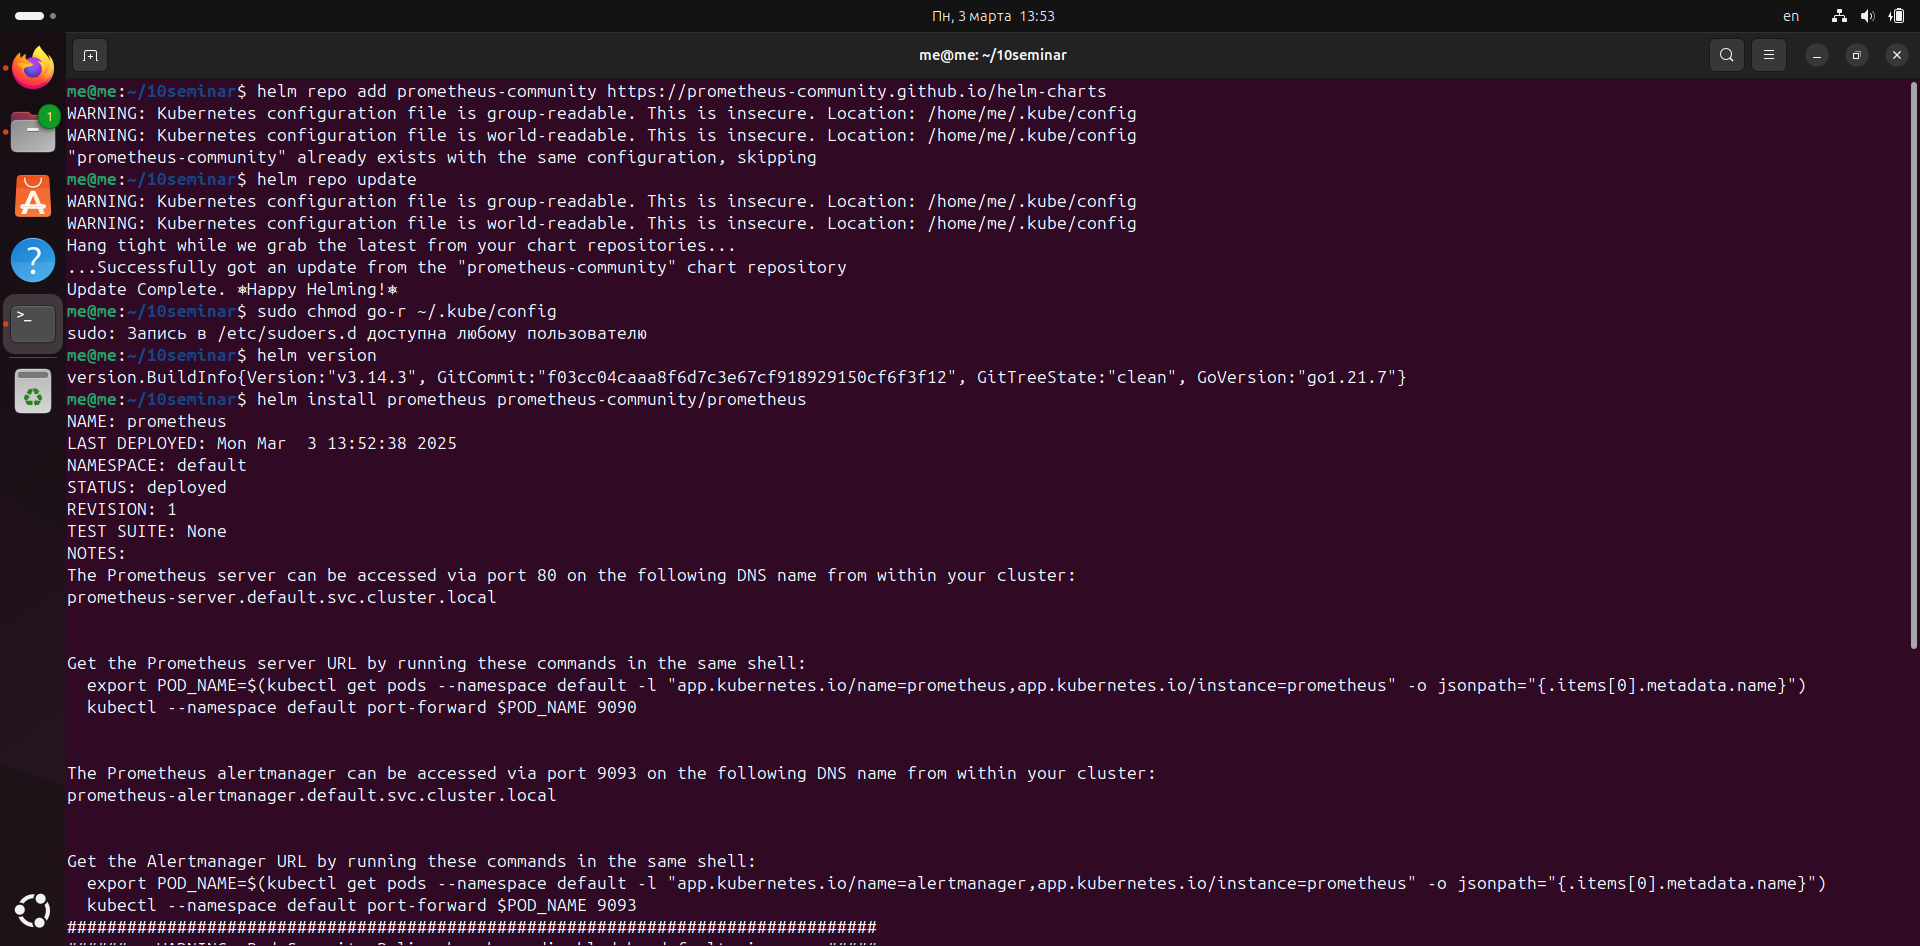 Пн, 3 марта 13:53
en
me@me: ~/10seminar
1
me@me:~/10seminar$ helm repo add prometheus-community https://prometheus-community.github.io/helm-charts
WARNING: Kubernetes configuration file is group-readable. This is insecure. Location: /home/me/.kube/config
WARNING: Kubernetes configuration file is world-readable. This is insecure. Location: /home/me/.kube/config
"prometheus-community" already exists with the same configuration, skipping
me@me:~/10seminar$ helm repo update
WARNING: Kubernetes configuration file is group-readable. This is insecure. Location: /home/me/.kube/config
WARNING: Kubernetes configuration file is world-readable. This is insecure. Location: /home/me/.kube/config
Hang tight while we grab the latest from your chart repositories...
...Successfully got an update from the "prometheus-community" chart repository
Update Complete. ⎈Happy Helming!⎈
me@me:~/10seminar$ sudo chmod go-r ~/.kube/config
sudo: Запись в /etc/sudoers.d доступна любому пользователю
me@me:~/10seminar$ helm version
version.BuildInfo{Version:"v3.14.3", GitCommit:"f03cc04caaa8f6d7c3e67cf918929150cf6f3f12", GitTreeState:"clean", GoVersion:"go1.21.7"}
me@me:~/10seminar$ helm install prometheus prometheus-community/prometheus
NAME: prometheus
LAST DEPLOYED: Mon Mar  3 13:52:38 2025
NAMESPACE: default
STATUS: deployed
REVISION: 1
TEST SUITE: None
NOTES:
The Prometheus server can be accessed via port 80 on the following DNS name from within your cluster:
prometheus-server.default.svc.cluster.local
Get the Prometheus server URL by running these commands in the same shell:
  export POD_NAME=$(kubectl get pods --namespace default -l "app.kubernetes.io/name=prometheus,app.kubernetes.io/instance=prometheus" -o jsonpath="{.items[0].metadata.name}")
  kubectl --namespace default port-forward $POD_NAME 9090
The Prometheus alertmanager can be accessed via port 9093 on the following DNS name from within your cluster:
prometheus-alertmanager.default.svc.cluster.local
Get the Alertmanager URL by running these commands in the same shell:
  export POD_NAME=$(kubectl get pods --namespace default -l "app.kubernetes.io/name=alertmanager,app.kubernetes.io/instance=prometheus" -o jsonpath="{.items[0].metadata.name}")
  kubectl --namespace default port-forward $POD_NAME 9093
#################################################################################